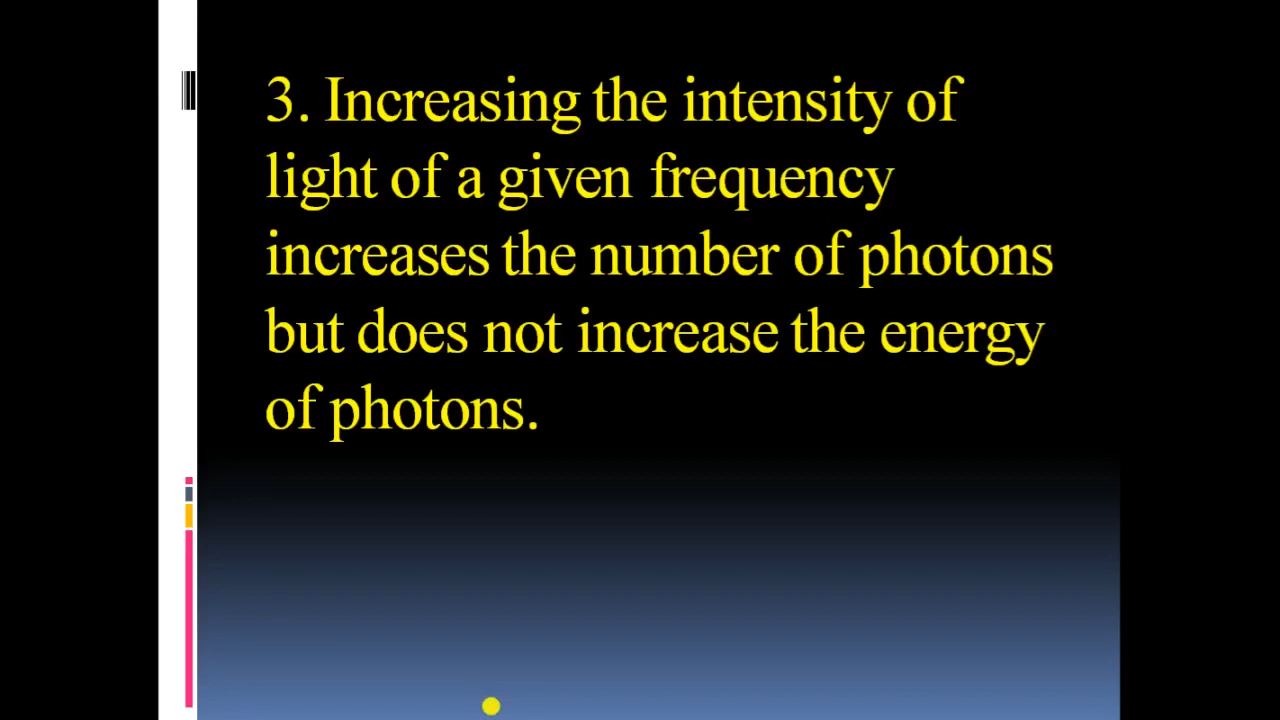 3. Increasing the intensity of
light of a given frequency
increases the number of photons
but does not increase the energy
of photons.